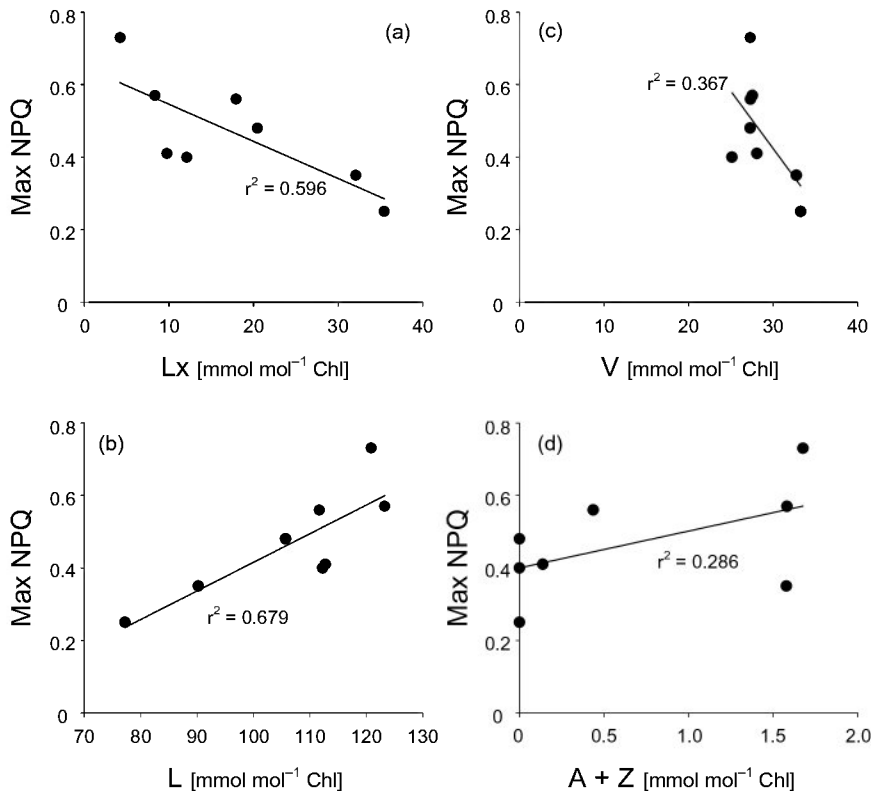 (a)
Max NPQ
0.8
0.6
0.4
0.2
0
r² = 0.596
0 10 20 30 40
Lx [mmol mol⁻¹ Chl]
(c)
Max NPQ
0.8
0.6
0.4
0.2
0
r² = 0.367
0 10 20 30 40
V [mmol mol⁻¹ Chl]
(b)
Max NPQ
0.8
0.6
0.4
0.2
0
r² = 0.679
70 80 90 100 110 120 130
L [mmol mol⁻¹ Chl]
(d)
Max NPQ
0.8
0.6
0.4
0.2
0
r² = 0.286
0 0.5 1.0 1.5 2.0
A + Z [mmol mol⁻¹ Chl]